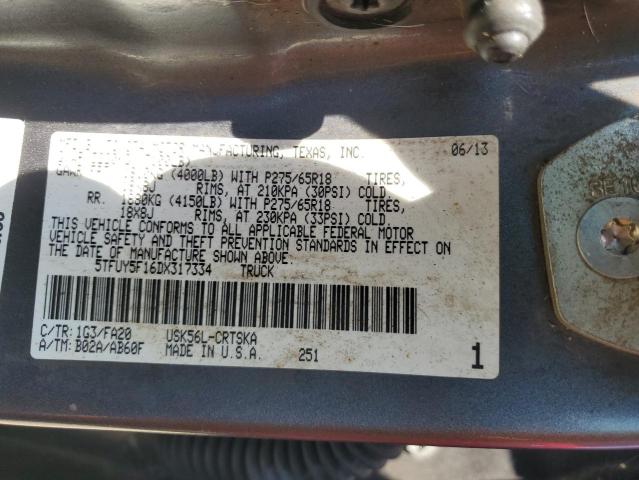 MANUFACTURING, TEXAS, INC. 06/13
GAWR KG (4000LB) WITH P275/65R18 TIRES,
RIMS, AT 210KPA (30PSI) COLD
RR. KG (4150LB) WITH P275/65R18 TIRES,
18X8J RIMS, AT 230KPA (33PSI) COLD
THIS VEHICLE CONFORMS TO ALL APPLICABLE FEDERAL MOTOR
VEHICLE SAFETY AND THEFT PREVENTION STANDARDS IN EFFECT ON
THE DATE OF MANUFACTURE SHOWN ABOVE.
5TFUY5F16DX317334 TRUCK
C/TR: 1G3/FA20 USK56L-CRTSKA
A/TM: B02A/AB60F MADE IN U.S.A. 251 1